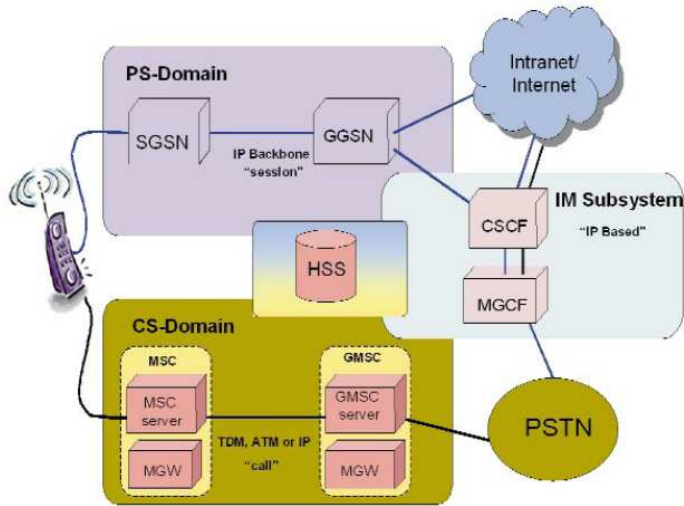 PS-Domain
Intranet/
Internet
SGSN
GGSN
IP Backbone
“session”
IM Subsystem
CSCF
“IP Based”
HSS
MGCF
CS-Domain
MSC
GMSC
MSC
server
GMSC
server
PSTN
TDM, ATM or IP
“call”
MGW
MGW